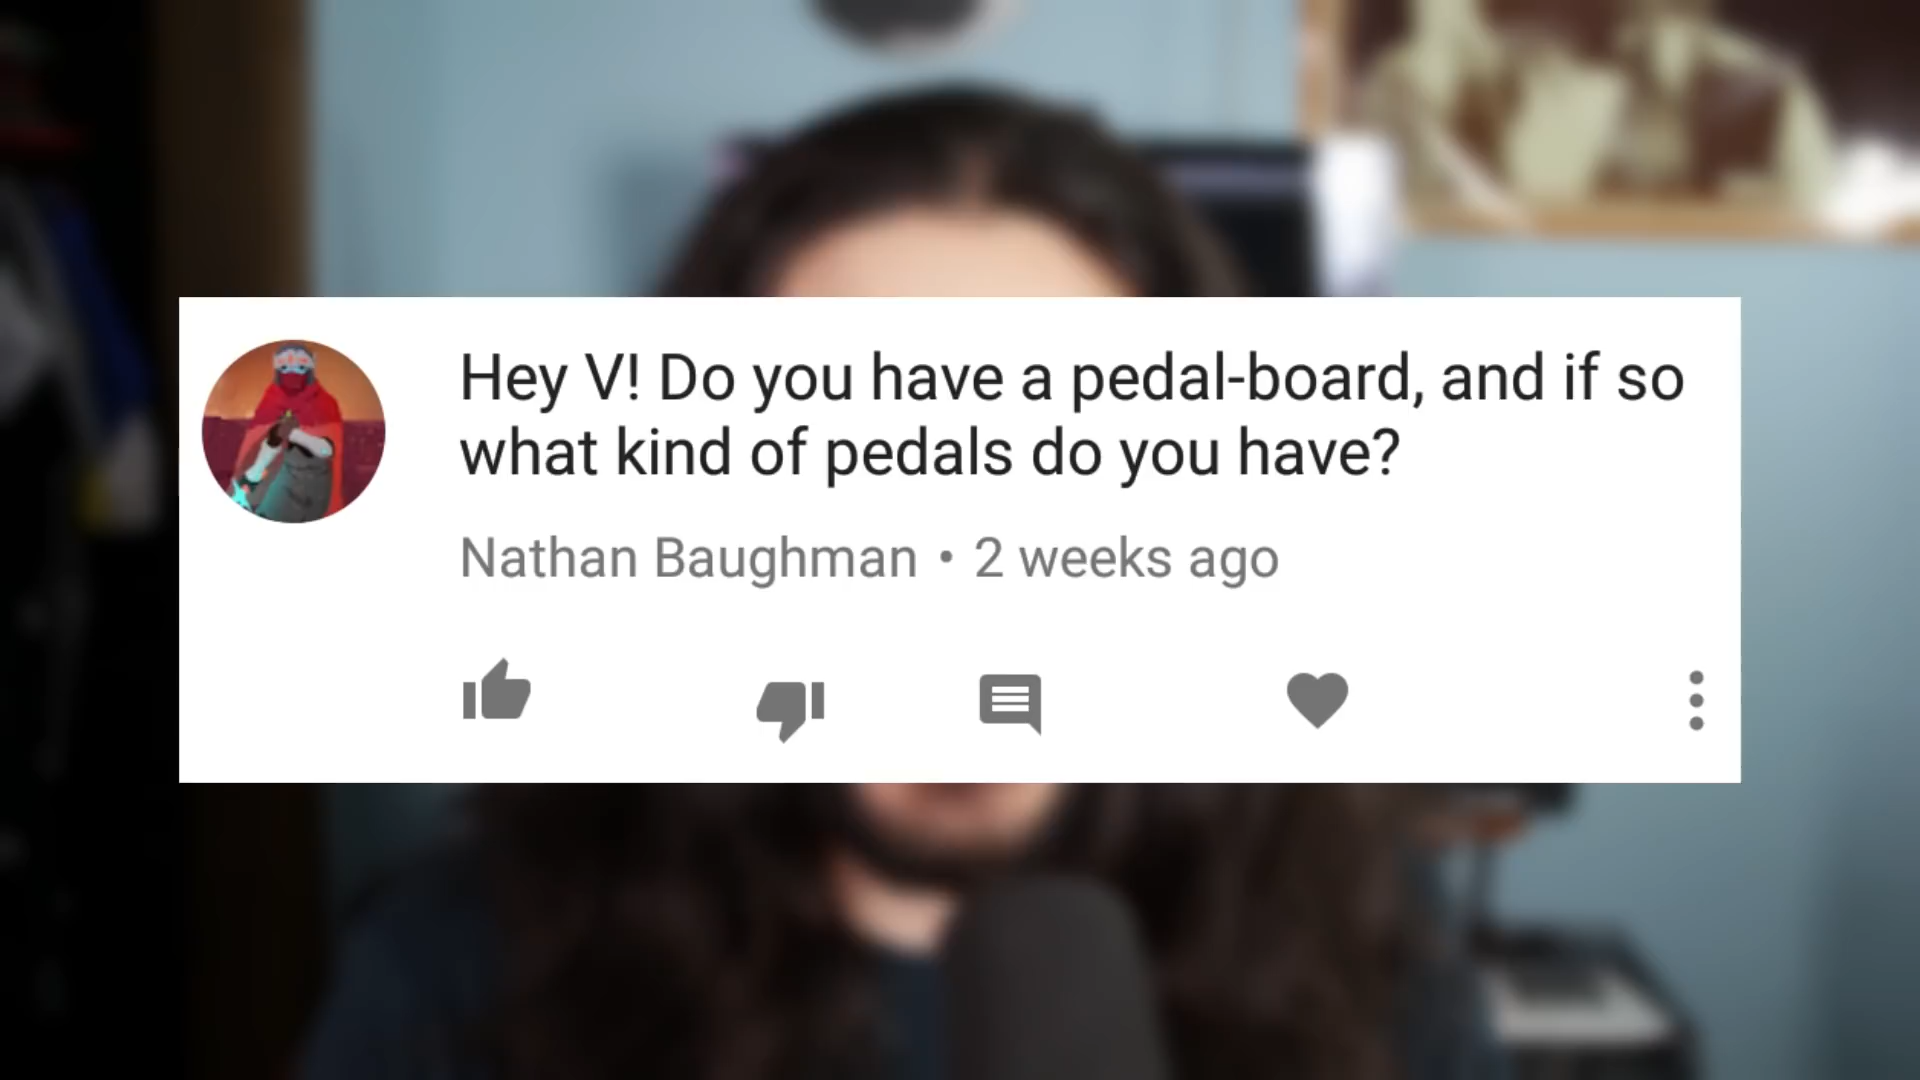 Hey V! Do you have a pedal-board, and if so
what kind of pedals do you have?
Nathan Baughman • 2 weeks ago